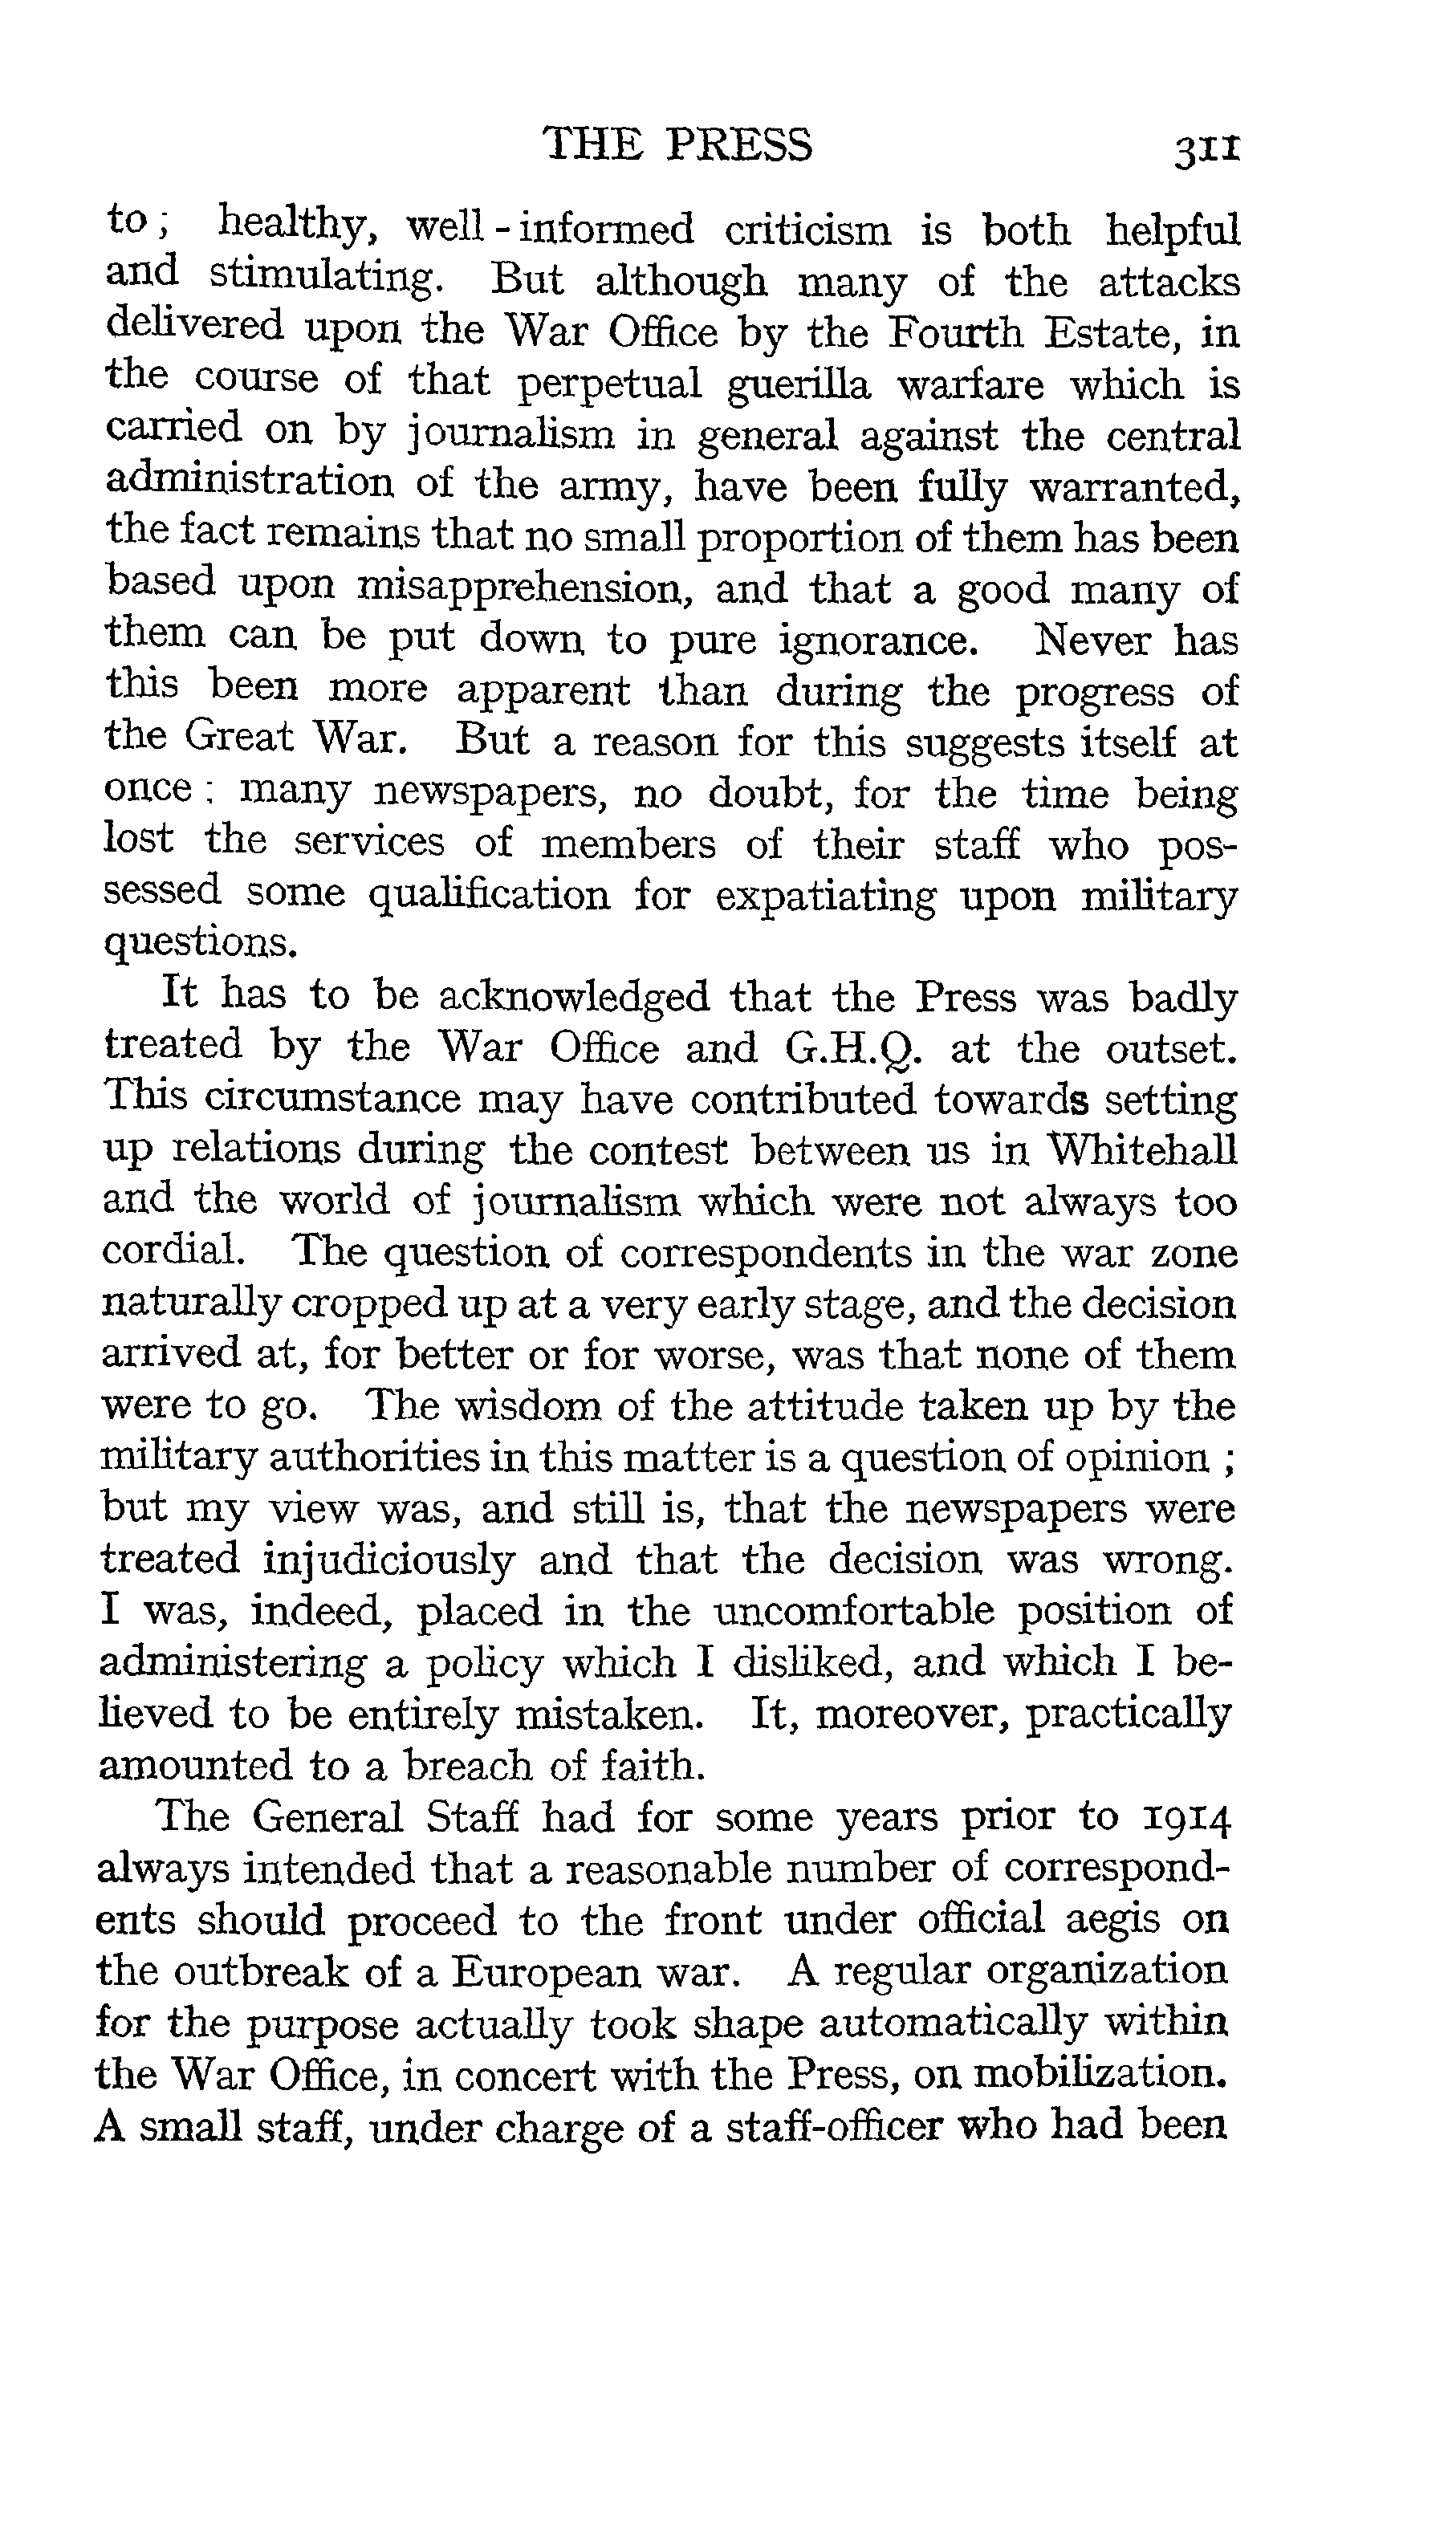 THE PRESS 311
to; healthy, well-informed criticism is both helpful
and stimulating. But although many of the attacks
delivered upon the War Office by the Fourth Estate, in
the course of that perpetual guerilla warfare which is
carried on by journalism in general against the central
administration of the army, have been fully warranted,
the fact remains that no small proportion of them has been
based upon misapprehension, and that a good many of
them can be put down to pure ignorance. Never has
this been more apparent than during the progress of
the Great War. But a reason for this suggests itself at
once : many newspapers, no doubt, for the time being
lost the services of members of their staff who pos-
sessed some qualification for expatiating upon military
questions.
It has to be acknowledged that the Press was badly
treated by the War Office and G.H.Q. at the outset.
This circumstance may have contributed towards setting
up relations during the contest between us in Whitehall
and the world of journalism which were not always too
cordial. The question of correspondents in the war zone
naturally cropped up at a very early stage, and the decision
arrived at, for better or for worse, was that none of them
were to go. The wisdom of the attitude taken up by the
military authorities in this matter is a question of opinion ;
but my view was, and still is, that the newspapers were
treated injudiciously and that the decision was wrong.
I was, indeed, placed in the uncomfortable position of
administering a policy which I disliked, and which I be-
lieved to be entirely mistaken. It, moreover, practically
amounted to a breach of faith.
The General Staff had for some years prior to 1914
always intended that a reasonable number of correspond-
ents should proceed to the front under official aegis on
the outbreak of a European war. A regular organization
for the purpose actually took shape automatically within
the War Office, in concert with the Press, on mobilization.
A small staff, under charge of a staff-officer who had been